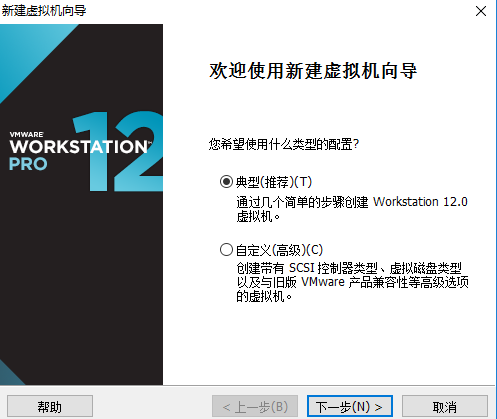 新建虚拟机向导
欢迎使用新建虚拟机向导
VMWARE
WORKSTATION™
PRO
12
您希望使用什么类型的配置?
典型(推荐)(T)
通过几个简单的步骤创建 Workstation 12.0
虚拟机。
自定义(高级)(C)
创建带有 SCSI 控制器类型、虚拟磁盘类型
以及与旧版 VMware 产品兼容性等高级选项
的虚拟机。
帮助
< 上一步(B)
下一步(N) >
取消